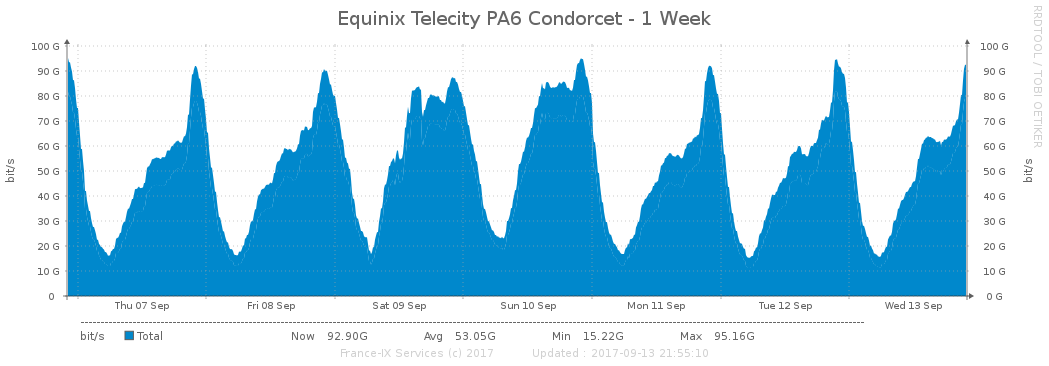 Equinix Telecity PA6 Condorcet - 1 Week
RRDTOOL / TOBI OETIKER
bit/s
100 G
90 G
80 G
70 G
60 G
50 G
40 G
30 G
20 G
10 G
0
100 G
90 G
80 G
70 G
60 G
50 G
40 G
30 G
20 G
10 G
0 G
bit/s
Thu 07 Sep Fri 08 Sep Sat 09 Sep Sun 10 Sep Mon 11 Sep Tue 12 Sep Wed 13 Sep
bit/s Total Now 92.90G Avg 53.05G Min 15.22G Max 95.16G
France-IX Services (c) 2017 Updated : 2017-09-13 21:55:10